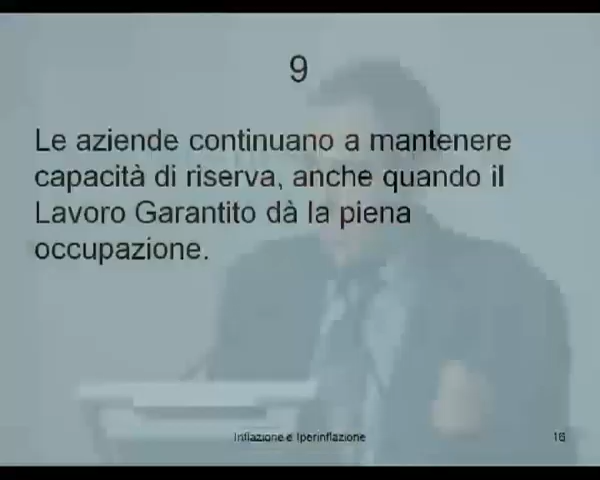 9
Le aziende continuano a mantenere
capacità di riserva, anche quando il
Lavoro Garantito dà la piena
occupazione.
Inflazione e Iperinflazione
16